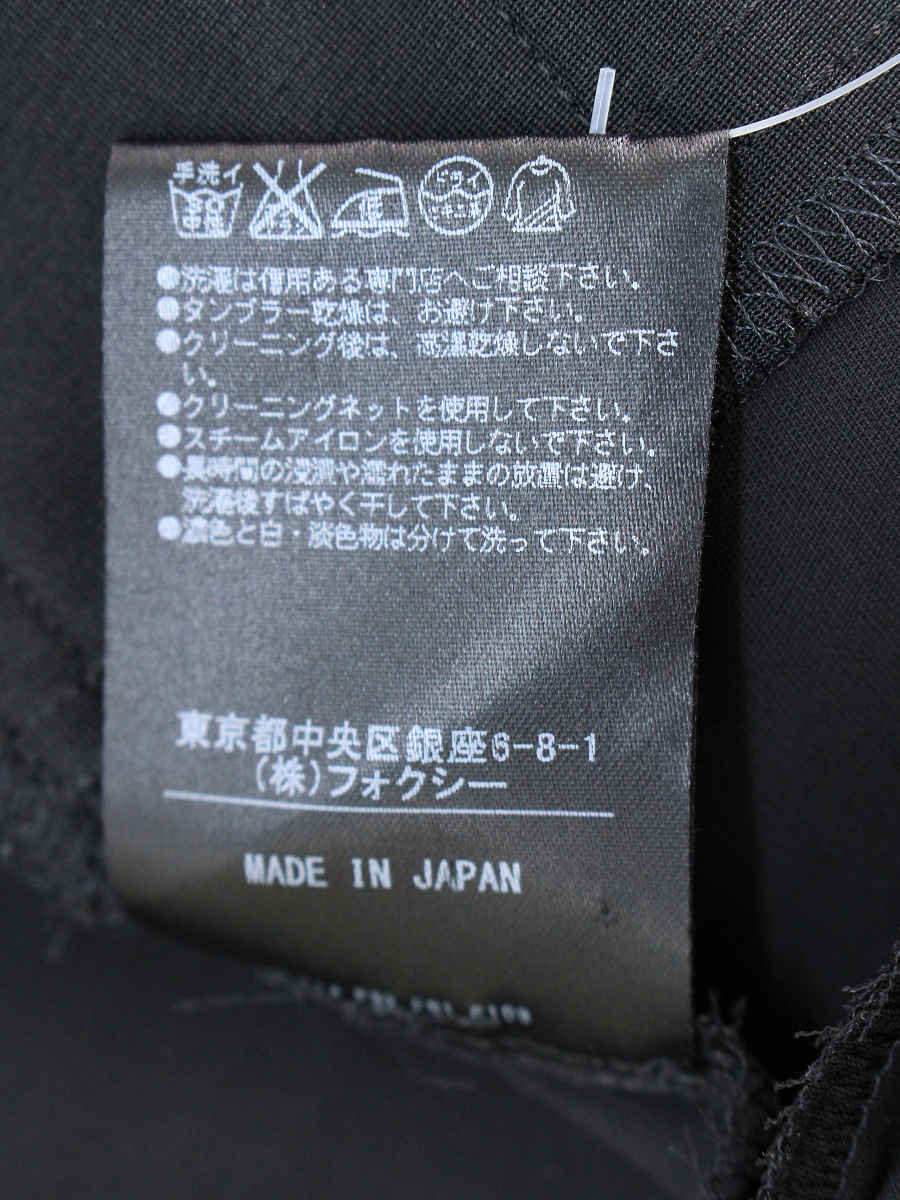 手洗イ
中性
ドライ
●洗濯は信用ある専門店へご相談下さい。
●タンブラー乾燥は、お避け下さい。
●クリーニング後は、高温乾燥しないで下さ
い。
●クリーニングネットを使用して下さい。
●スチームアイロンを使用しないで下さい。
●長時間の浸漬や濡れたままの放置は避け、
洗濯後すばやく干して下さい。
●濃色と白・淡色物は分けて洗って下さい。
東京都中央区銀座6-8-1
(株)フォクシー
MADE IN JAPAN